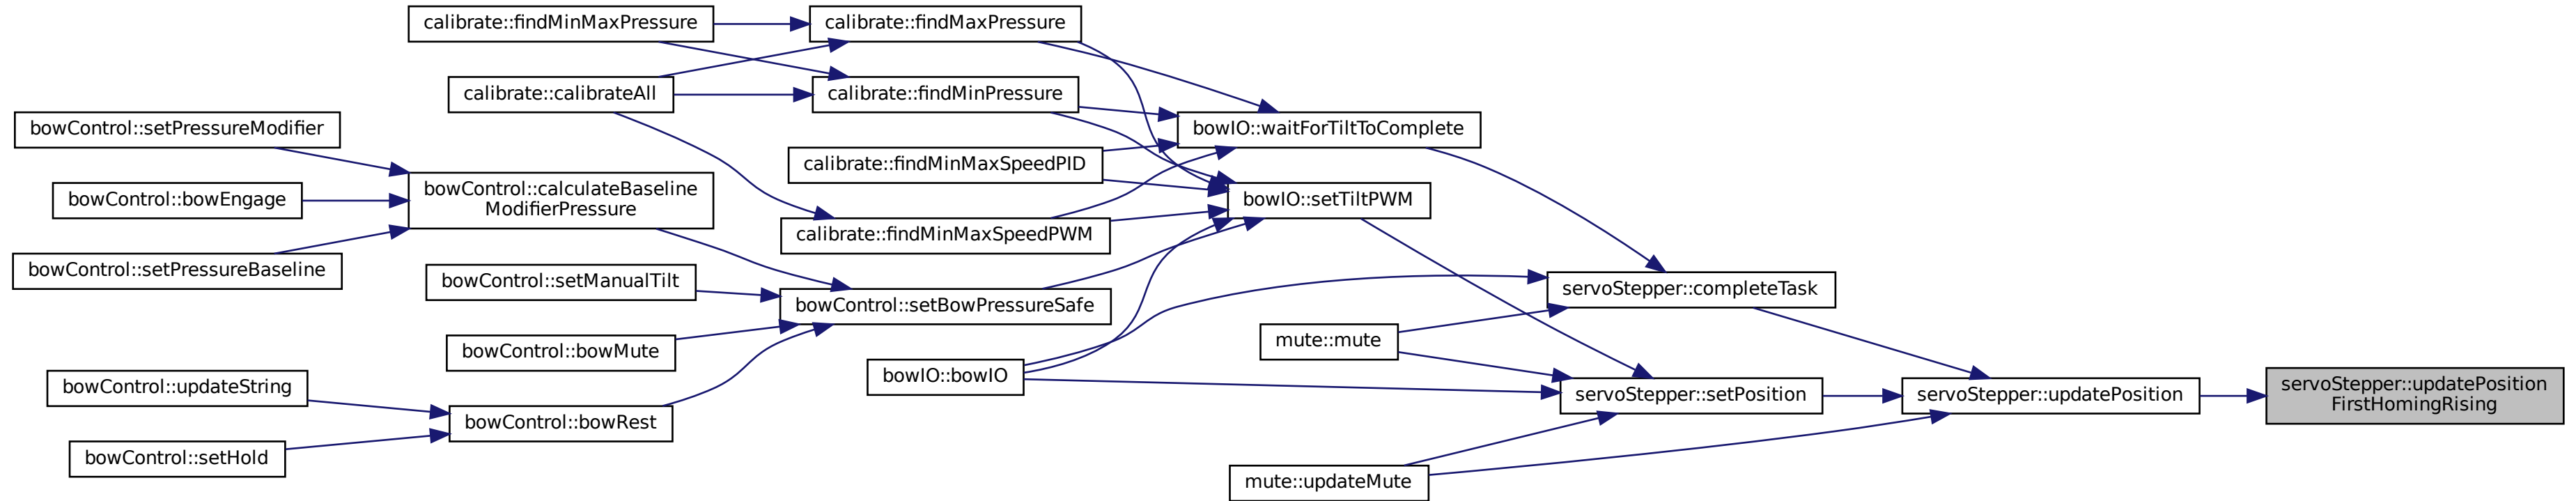 calibrate::findMinMaxPressure
calibrate::findMaxPressure
calibrate::calibrateAll
calibrate::findMinPressure
bowControl::setPressureModifier
bowIO::waitForTiltToComplete
calibrate::findMinMaxSpeedPID
bowControl::calculateBaseline
ModifierPressure
bowControl::bowEngage
bowIO::setTiltPWM
calibrate::findMinMaxSpeedPWM
bowControl::setPressureBaseline
bowControl::setManualTilt
servoStepper::completeTask
bowControl::setBowPressureSafe
mute::mute
bowControl::bowMute
bowIO::bowIO
bowControl::updateString
servoStepper::setPosition
servoStepper::updatePosition
servoStepper::updatePosition
FirstHomingRising
bowControl::bowRest
bowControl::setHold
mute::updateMute